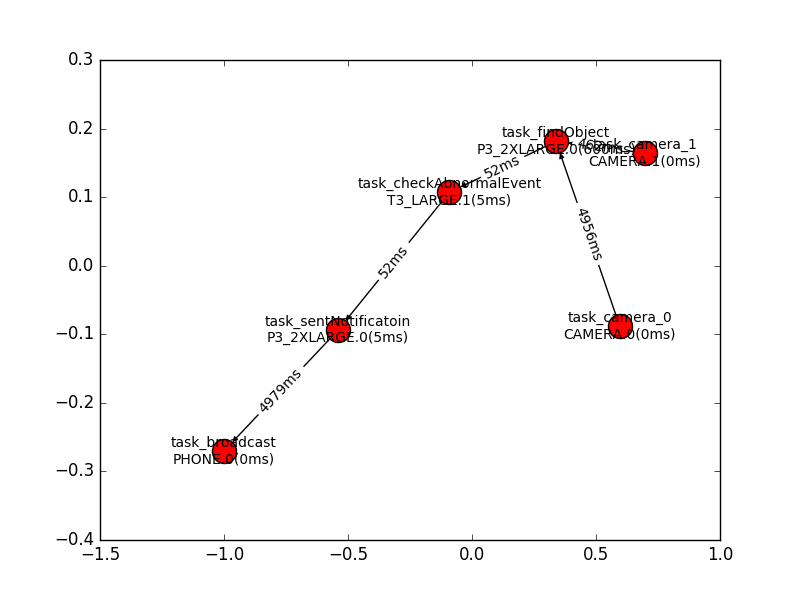 0.3
0.2
0.1
0.0
−0.1
−0.2
−0.3
−0.4
−1.5
−1.0
−0.5
0.0
0.5
1.0
task_findObject
P3_2XLARGE.0(600ms)
task_camera_1
CAMERA.1(0ms)
52ms
task_checkAbnormalEvent
T3_LARGE.1(5ms)
4956ms
52ms
task_sentNotificatoin
P3_2XLARGE.0(5ms)
task_camera_0
CAMERA.0(0ms)
4979ms
task_broadcast
PHONE.0(0ms)